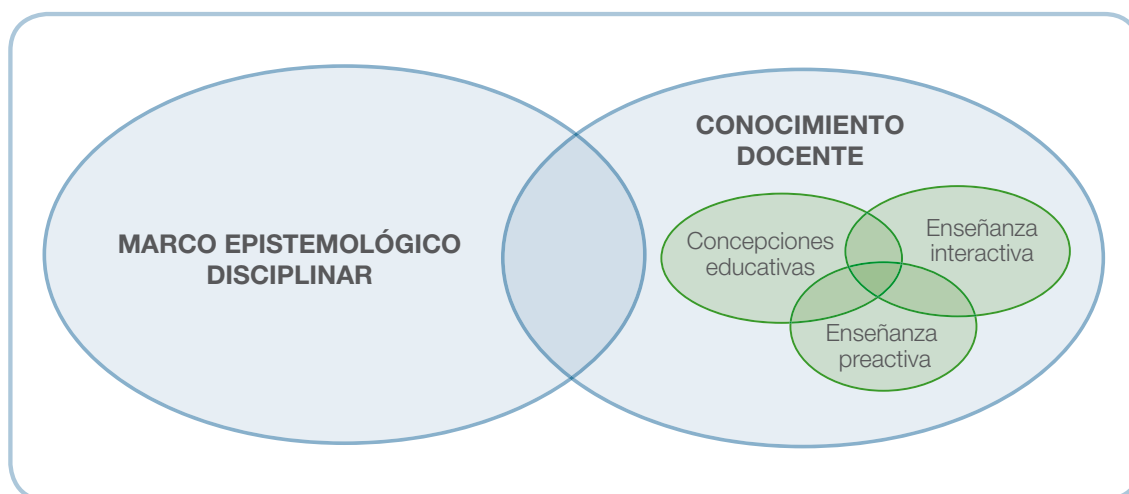 MARCO EPISTEMOLÓGICO
DISCIPLINAR
CONOCIMIENTO
DOCENTE
Concepciones
educativas
Enseñanza
interactiva
Enseñanza
preactiva